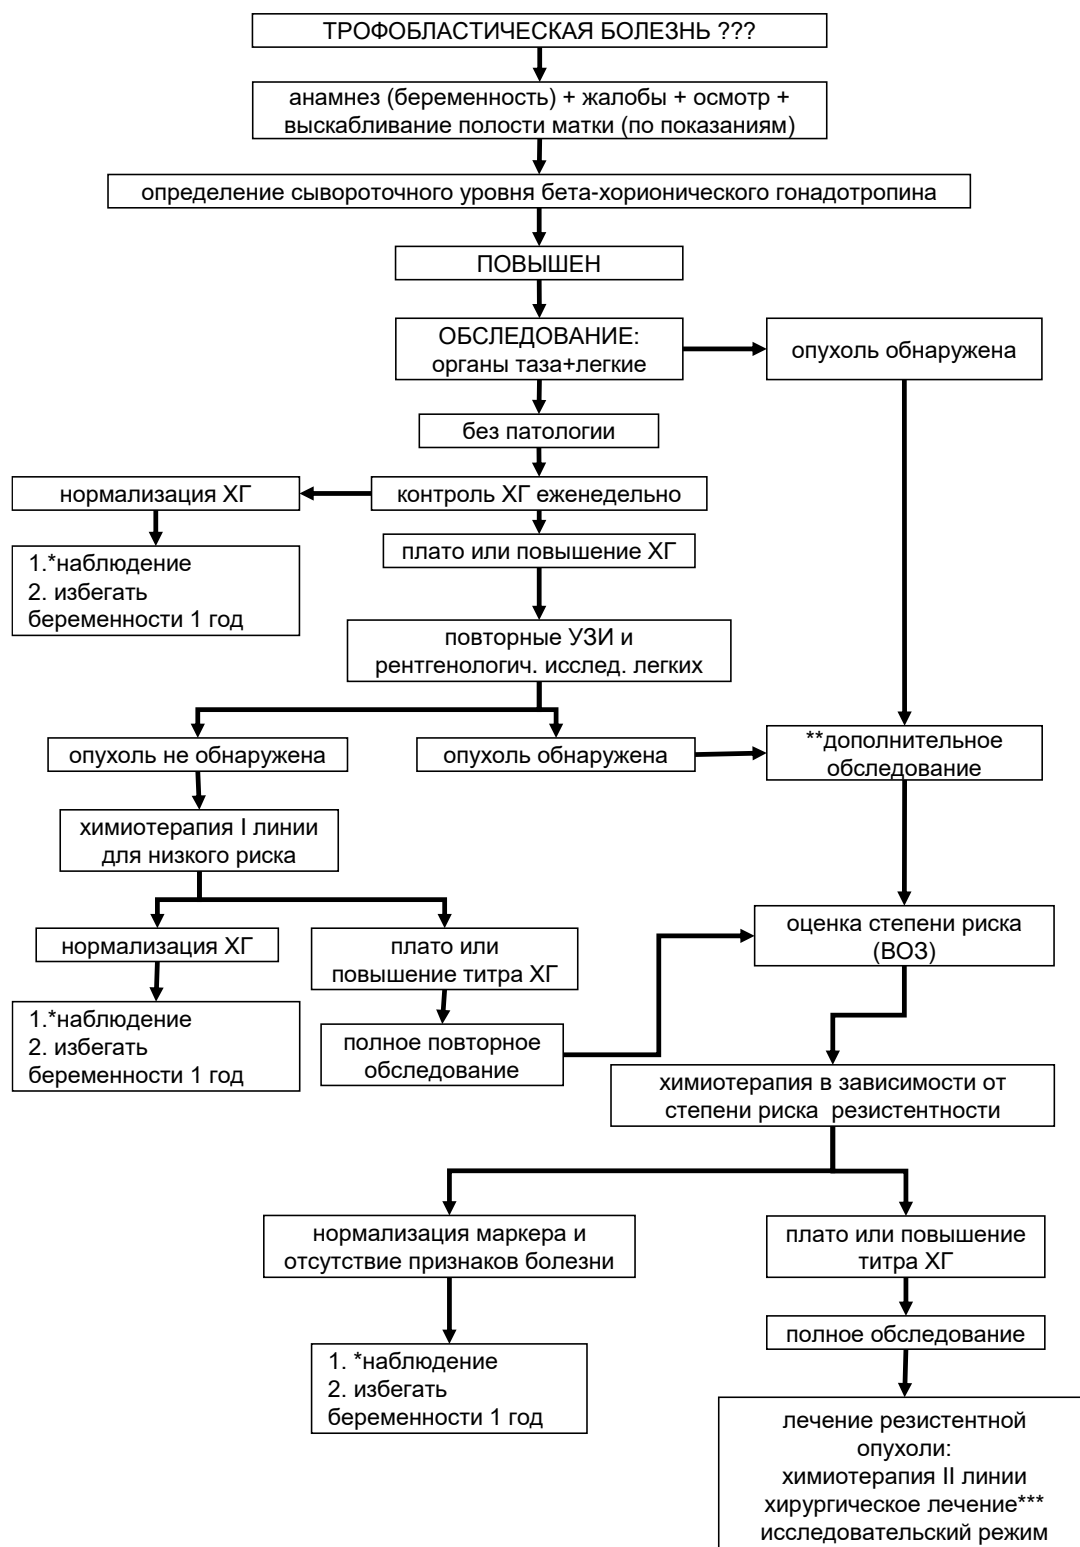 ТРОФОБЛАСТИЧЕСКАЯ БОЛЕЗНЬ ???
анамнез (беременность) + жалобы + осмотр +
выскабливание полости матки (по показаниям)
определение сывороточного уровня бета-хорионического гонадотропина
ПОВЫШЕН
ОБСЛЕДОВАНИЕ:
органы таза+легкие
опухоль обнаружена
без патологии
нормализация ХГ
контроль ХГ еженедельно
1.*наблюдение
2. избегать
беременности 1 год
плато или повышение ХГ
повторные УЗИ и
рентгенологич. исслед. легких
опухоль не обнаружена
опухоль обнаружена
**дополнительное
обследование
химиотерапия I линии
для низкого риска
нормализация ХГ
плато или
повышение титра ХГ
оценка степени риска
(ВОЗ)
1.*наблюдение
2. избегать
беременности 1 год
полное повторное
обследование
химиотерапия в зависимости от
степени риска резистентности
нормализация маркера и
отсутствие признаков болезни
плато или повышение
титра ХГ
полное обследование
1. *наблюдение
2. избегать
беременности 1 год
лечение резистентной
опухоли:
химиотерапия II линии
хирургическое лечение***
исследовательский режим